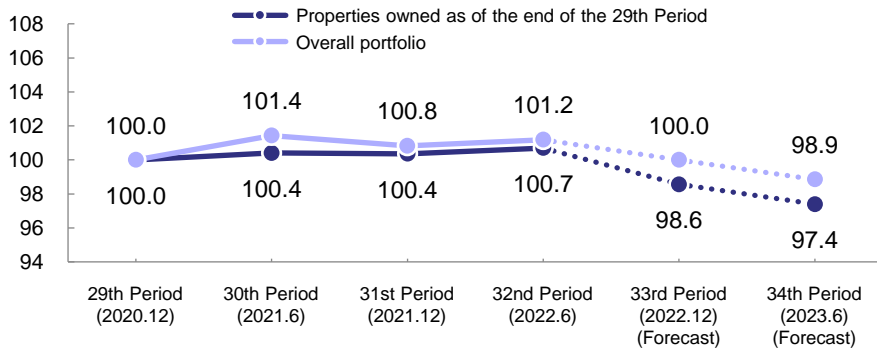 Properties owned as of the end of the 29th Period
Overall portfolio
108
106
104
102
100
98
96
94
100.0
101.4
100.8
101.2
100.0
98.9
100.0
100.4
100.4
100.7
98.6
97.4
29th Period
(2020.12)
30th Period
(2021.6)
31st Period
(2021.12)
32nd Period
(2022.6)
33rd Period
(2022.12)
(Forecast)
34th Period
(2023.6)
(Forecast)